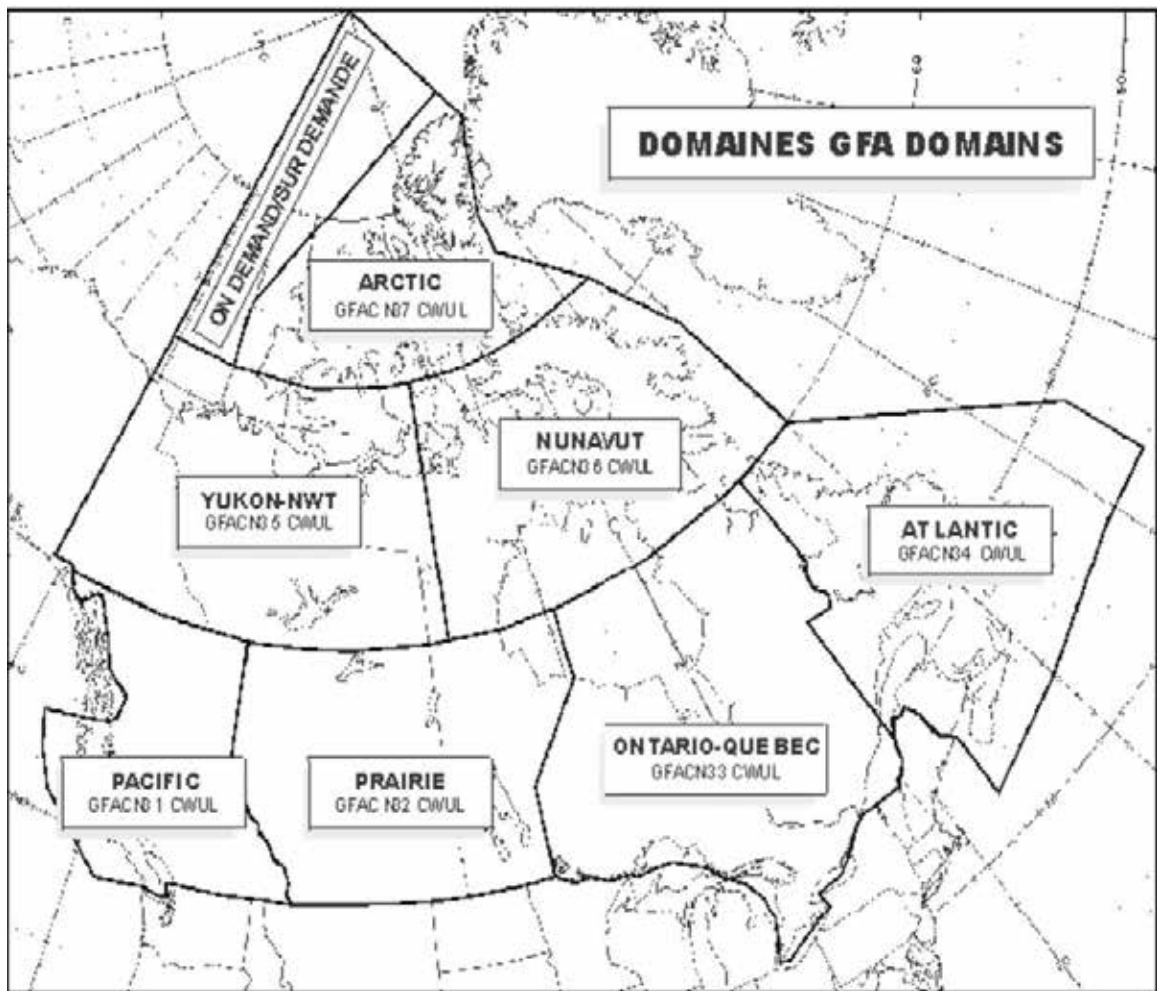 DOMAINES GFA DOMAINS
ON DEMAND/SUR DEMANDE
ARCTIC
GFACN37 CWUL
NUNAVUT
GFACN36 CWUL
YUKON-NWT
GFACN35 CWUL
ATLANTIC
GFACN34 CWUL
ONTARIO-QUEBEC
GFACN33 CWUL
PACIFIC
GFACN31 CWUL
PRAIRIE
GFACN32 CWUL